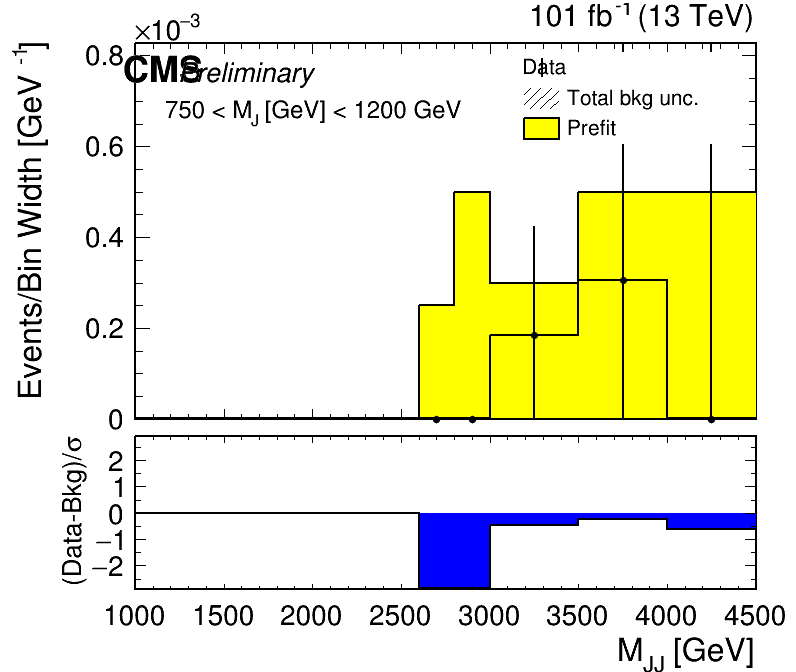 ×10⁻³
101 fb⁻¹ (13 TeV)
CMS Preliminary
750 < M_J [GeV] < 1200 GeV
Data
Total bkg unc.
Prefit
Events/Bin Width [GeV⁻¹]
0.8
0.6
0.4
0.2
0
(Data-Bkg)/σ
2
1
0
−1
−2
1000 1500 2000 2500 3000 3500 4000 4500
M_JJ [GeV]